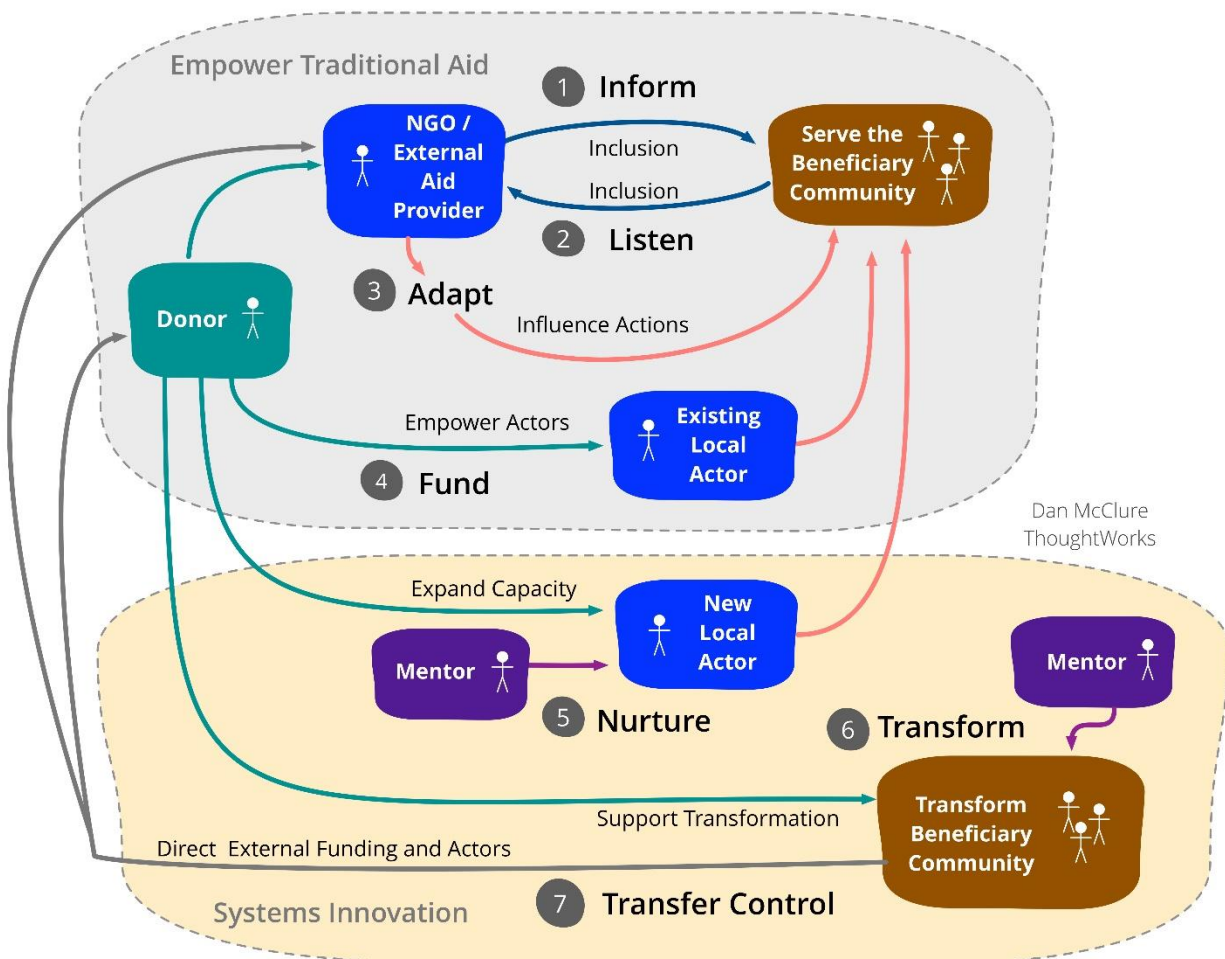 Empower Traditional Aid
1 Inform
NGO /
External
Aid
Provider
Inclusion
Serve the
Beneficiary
Community
Inclusion
2 Listen
3 Adapt
Donor
Influence Actions
Empower Actors
Existing
Local
Actor
4 Fund
Dan McClure
ThoughtWorks
Expand Capacity
New
Local
Actor
Mentor
Mentor
5 Nurture
6 Transform
Support Transformation
Transform
Beneficiary
Community
Direct External Funding and Actors
7 Transfer Control
Systems Innovation